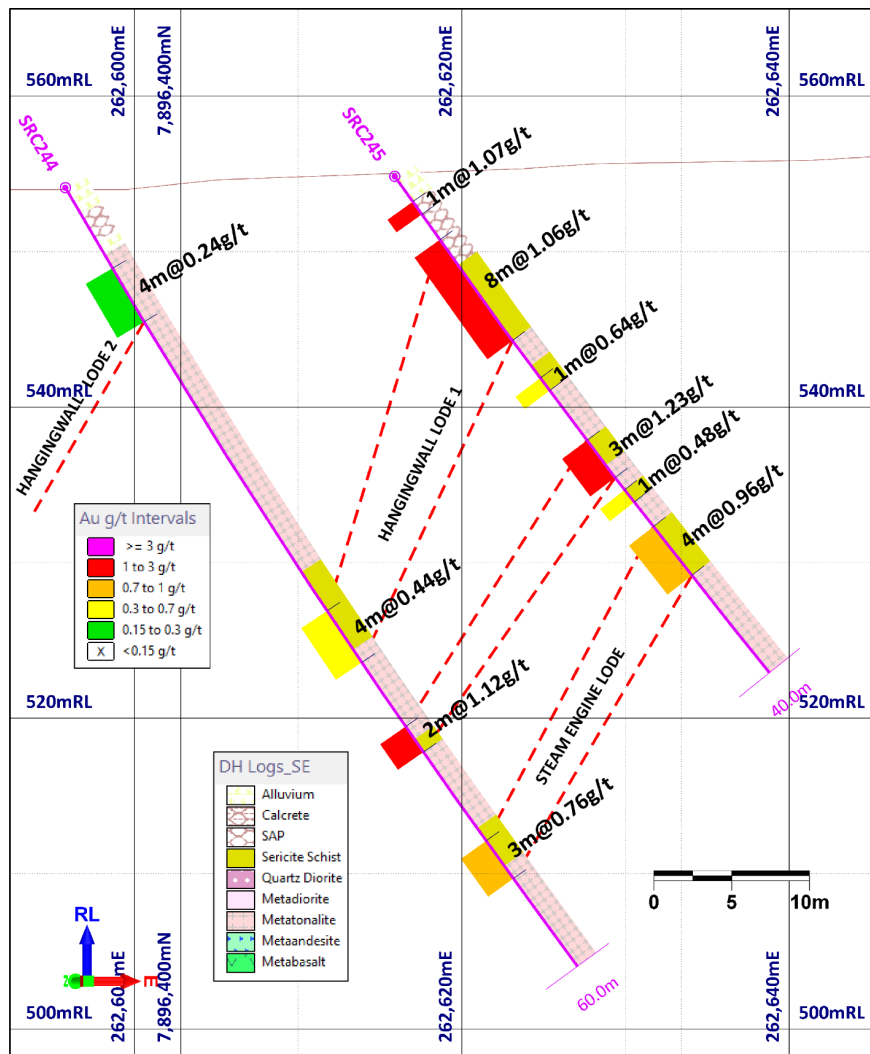 560mRL
262,600mE
7,896,400mN
262,620mE
262,640mE
560mRL
SRC244
SRC245
1m@1.07g/t
4m@0.24g/t
8m@1.06g/t
1m@0.64g/t
HANGINGWALL LODE 2
540mRL
540mRL
HANGINGWALL LODE 1
3m@1.23g/t
1m@0.48g/t
4m@0.96g/t
Au g/t Intervals
>= 3 g/t
1 to 3 g/t
0.7 to 1 g/t
0.3 to 0.7 g/t
0.15 to 0.3 g/t
X <0.15 g/t
4m@0.44g/t
40.0m
520mRL
520mRL
2m@1.12g/t
STEAM ENGINE LODE
DH Logs_SE
Alluvium
Calcrete
SAP
Sericite Schist
Quartz Diorite
Metadiorite
Metatonalite
Metaandesite
Metabasalt
3m@0.76g/t
0 5 10m
RL
E
60.0m
500mRL
262,600mE
7,896,400mN
262,620mE
262,640mE
500mRL